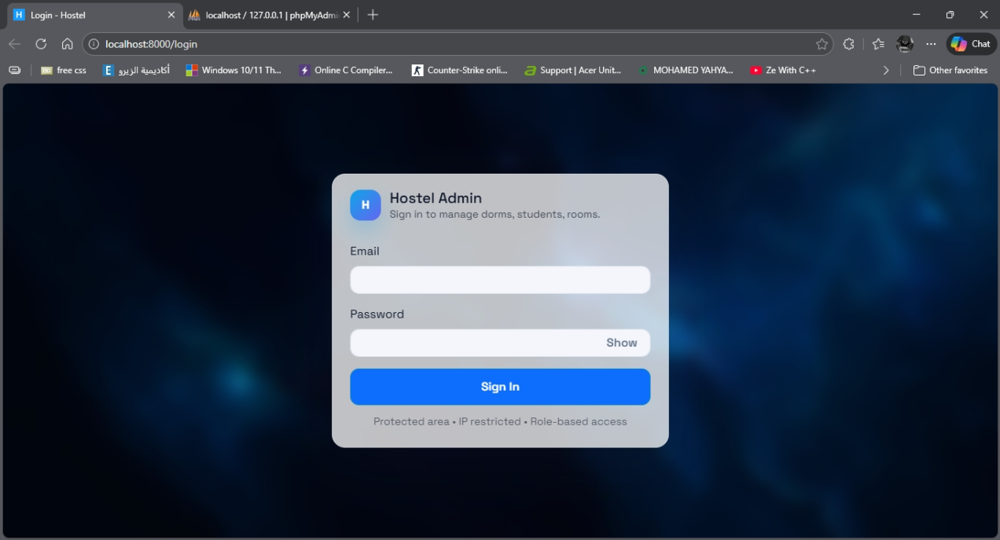 H Login - Hostel
localhost / 127.0.0.1 | phpMyAdmi
localhost:8000/login
Chat
BG free css
E أكاديمية الزيرو
Windows 10/11 Th...
Online C Compiler...
Counter-Strike onli...
Support | Acer Unit...
MOHAMED YAHYA...
Ze With C++
Other favorites
H
Hostel Admin
Sign in to manage dorms, students, rooms.
Email
Password
Show
Sign In
Protected area • IP restricted • Role-based access